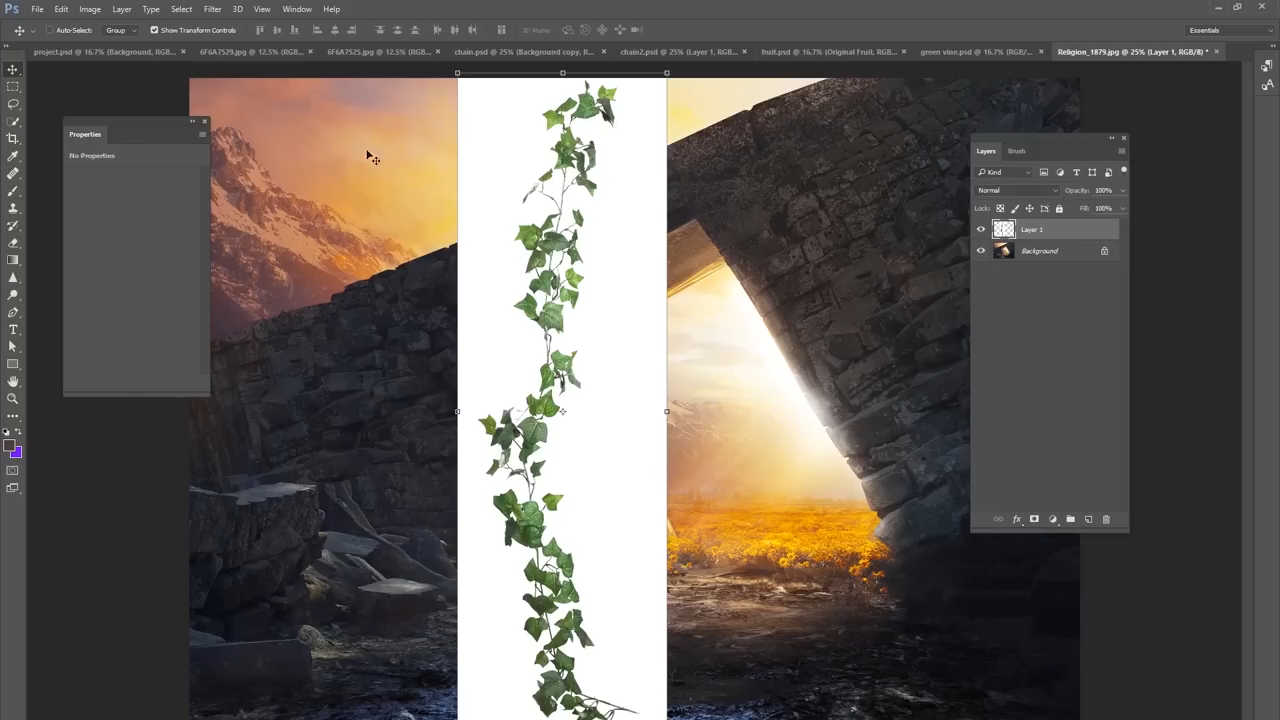 Ps File Edit Image Layer Type Select Filter 3D View Window Help
Auto-Select: Group Show Transform Controls 3D Mode: Essentials
project.psd @ 16.7% (Background, RGB... × 6F6A7529.jpg @ 12.5% (RGB... × 6F6A7525.jpg @ 12.5% (RGB... × chain.psd @ 25% (Background copy, R... × chain2.psd @ 25% (Layer 1, RGB... × fruit.psd @ 16.7% (Original Fruit, RGB... × green vine.psd @ 16.7% (RGB/... × Religion_1879.jpg @ 25% (Layer 1, RGB/8) * ×
Properties
No Properties
Layers Brush
Kind
Normal Opacity: 100%
Lock: Fill: 100%
Layer 1
Background
fx